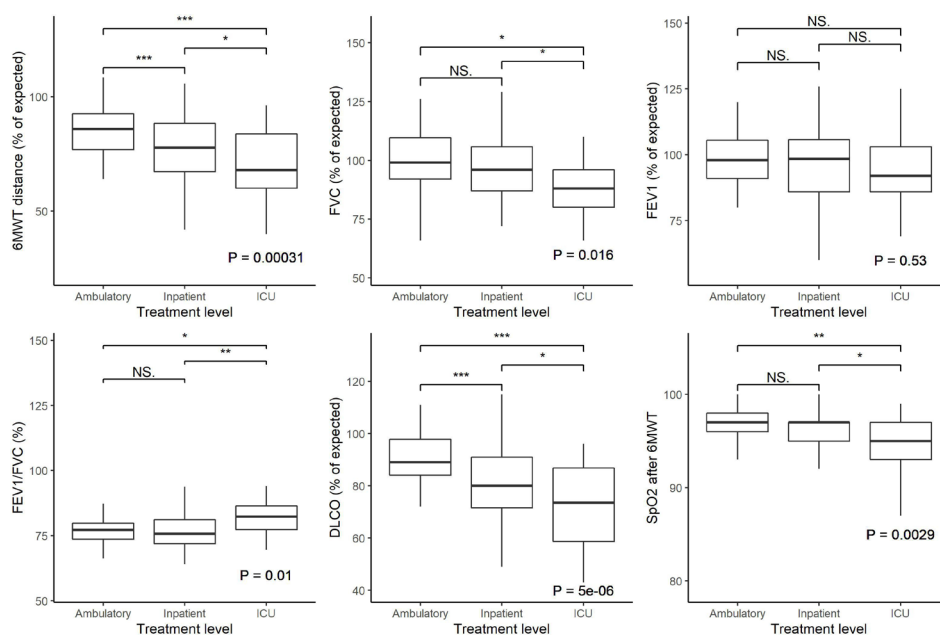 ***
***
*
100
50
6MWT distance (% of expected)
P = 0.00031
Ambulatory Inpatient ICU
Treatment level
*
NS.
*
150
125
100
75
50
FVC (% of expected)
P = 0.016
Ambulatory Inpatient ICU
Treatment level
NS.
NS.
NS.
150
125
100
75
FEV1 (% of expected)
P = 0.53
Ambulatory Inpatient ICU
Treatment level
*
**
NS.
150
125
100
75
50
FEV1/FVC (%)
P = 0.01
Ambulatory Inpatient ICU
Treatment level
***
***
*
120
100
80
60
40
DLCO (% of expected)
P = 5e-06
Ambulatory Inpatient ICU
Treatment level
**
NS.
*
100
90
80
SpO2 after 6MWT
P = 0.0029
Ambulatory Inpatient ICU
Treatment level